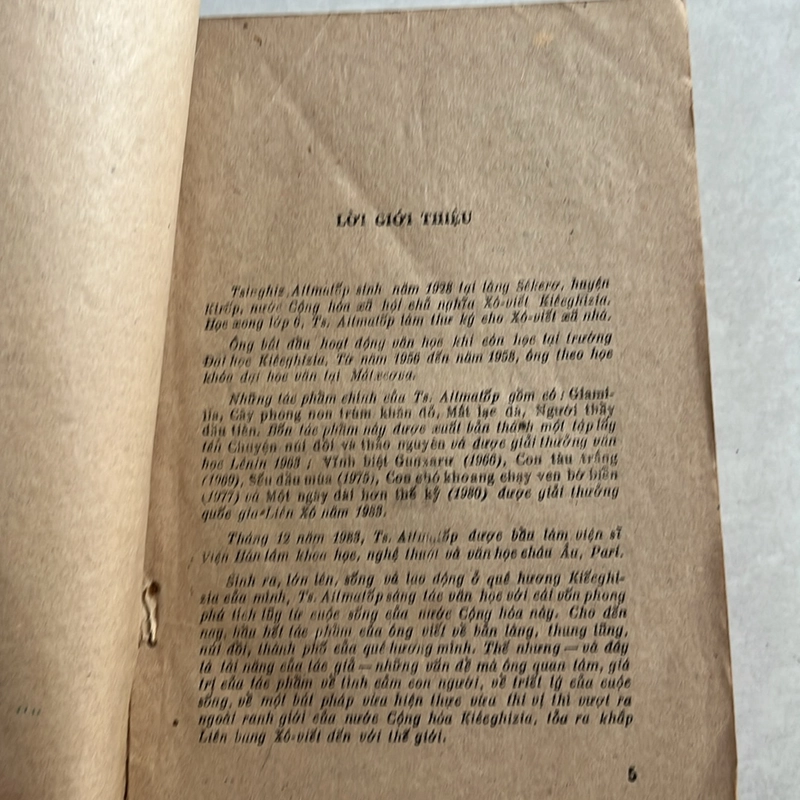 LỜI GIỚI THIỆU
Tsinghiz Aitmatốp sinh năm 1928 tại làng Sêkerơ, huyện
Kirốp, nước Cộng hòa xã hội chủ nghĩa Xô-viết Kiêcghizia.
Học xong lớp 6, Ts. Aitmatốp làm thư ký cho Xô-viết xã nhà.
Ông bắt đầu hoạt động văn học khi còn học tại trường
Đại học Kiêcghizia. Từ năm 1956 đến năm 1958, ông theo học
khóa đại học văn tại Mátxcơva.
Những tác phẩm chính của Ts. Aitmatốp gồm có: Giami-
lia, Cây phong non trùm khăn đỏ, Mắt lạc đà, Người thầy
đầu tiên. Bốn tác phẩm này được xuất bản thành một tập lấy
tên Chuyện núi đồi và thảo nguyên và được giải thưởng văn
học Lênin 1963; Vĩnh biệt Gunxarư (1966), Con tàu trắng
(1969), Sếu đầu mùa (1975), Con chó khoang chạy ven bờ biển
(1977) và Một ngày dài hơn thế kỷ (1980) được giải thưởng
quốc gia Liên Xô năm 1983.
Tháng 12 năm 1983, Ts. Aitmatốp được bầu làm viện sĩ
Viện Hàn lâm khoa học, nghệ thuật và văn học châu Âu, Pari.
Sinh ra, lớn lên, sống và lao động ở quê hương Kiếcghi-
zia của mình, Ts. Aitmatốp sáng tác văn học với cái vốn phong
phú tích lũy từ cuộc sống của nước Cộng hòa này. Cho đến
nay, hầu hết tác phẩm của ông viết về bản làng, thung lũng,
núi đồi, thành phố của quê hương mình. Thế nhưng — và đây
là tài năng của tác giả — những vấn đề mà ông quan tâm, giá
trị của tác phẩm về tình cảm con người, về triết lý của cuộc
sống, về một bút pháp vừa hiện thực vừa thi vị thì vượt ra
ngoài ranh giới của nước Cộng hòa Kiêcghizia, tỏa ra khắp
Liên bang Xô-viết đến với thế giới.
5